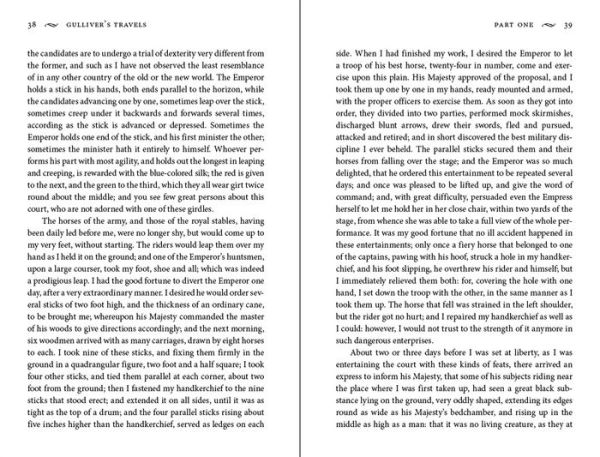 38 GULLIVER'S TRAVELS
the candidates are to undergo a trial of dexterity very different from
the former, and such as I have not observed the least resemblance
of in any other country of the old or the new world. The Emperor
holds a stick in his hands, both ends parallel to the horizon, while
the candidates advancing one by one, sometimes leap over the stick,
sometimes creep under it backwards and forwards several times,
according as the stick is advanced or depressed. Sometimes the
Emperor holds one end of the stick, and his first minister the other;
sometimes the minister hath it entirely to himself. Whoever per-
forms his part with most agility, and holds out the longest in leaping
and creeping, is rewarded with the blue-colored silk; the red is given
to the next, and the green to the third, which they all wear girt twice
round about the middle; and you see few great persons about this
court, who are not adorned with one of these girdles.
The horses of the army, and those of the royal stables, having
been daily led before me, were no longer shy, but would come up to
my very feet, without starting. The riders would leap them over my
hand as I held it on the ground; and one of the Emperor's huntsmen,
upon a large courser, took my foot, shoe and all; which was indeed
a prodigious leap. I had the good fortune to divert the Emperor one
day, after a very extraordinary manner. I desired he would order sev-
eral sticks of two foot high, and the thickness of an ordinary cane,
to be brought me; whereupon his Majesty commanded the master
of his woods to give directions accordingly; and the next morning,
six woodmen arrived with as many carriages, drawn by eight horses
to each. I took nine of these sticks, and fixing them firmly in the
ground in a quadrangular figure, two foot and a half square; I took
four other sticks, and tied them parallel at each corner, about two
foot from the ground; then I fastened my handkerchief to the nine
sticks that stood erect; and extended it on all sides, until it was as
tight as the top of a drum; and the four parallel sticks rising about
five inches higher than the handkerchief, served as ledges on each
PART ONE 39
side. When I had finished my work, I desired the Emperor to let
a troop of his best horse, twenty-four in number, come and exer-
cise upon this plain. His Majesty approved of the proposal, and I
took them up one by one in my hands, ready mounted and armed,
with the proper officers to exercise them. As soon as they got into
order, they divided into two parties, performed mock skirmishes,
discharged blunt arrows, drew their swords, fled and pursued,
attacked and retired; and in short discovered the best military dis-
cipline I ever beheld. The parallel sticks secured them and their
horses from falling over the stage; and the Emperor was so much
delighted, that he ordered this entertainment to be repeated several
days; and once was pleased to be lifted up, and give the word of
command; and, with great difficulty, persuaded even the Empress
herself to let me hold her in her close chair, within two yards of the
stage, from whence she was able to take a full view of the whole per-
formance. It was my good fortune that no ill accident happened in
these entertainments; only once a fiery horse that belonged to one
of the captains, pawing with his hoof, struck a hole in my handker-
chief, and his foot slipping, he overthrew his rider and himself; but
I immediately relieved them both: for, covering the hole with one
hand, I set down the troop with the other, in the same manner as I
took them up. The horse that fell was strained in the left shoulder,
but the rider got no hurt; and I repaired my handkerchief as well as
I could: however, I would not trust to the strength of it anymore in
such dangerous enterprises.
About two or three days before I was set at liberty, as I was
entertaining the court with these kinds of feats, there arrived an
express to inform his Majesty, that some of his subjects riding near
the place where I was first taken up, had seen a great black sub-
stance lying on the ground, very oddly shaped, extending its edges
round as wide as his Majesty's bedchamber, and rising up in the
middle as high as a man: that it was no living creature, as they at